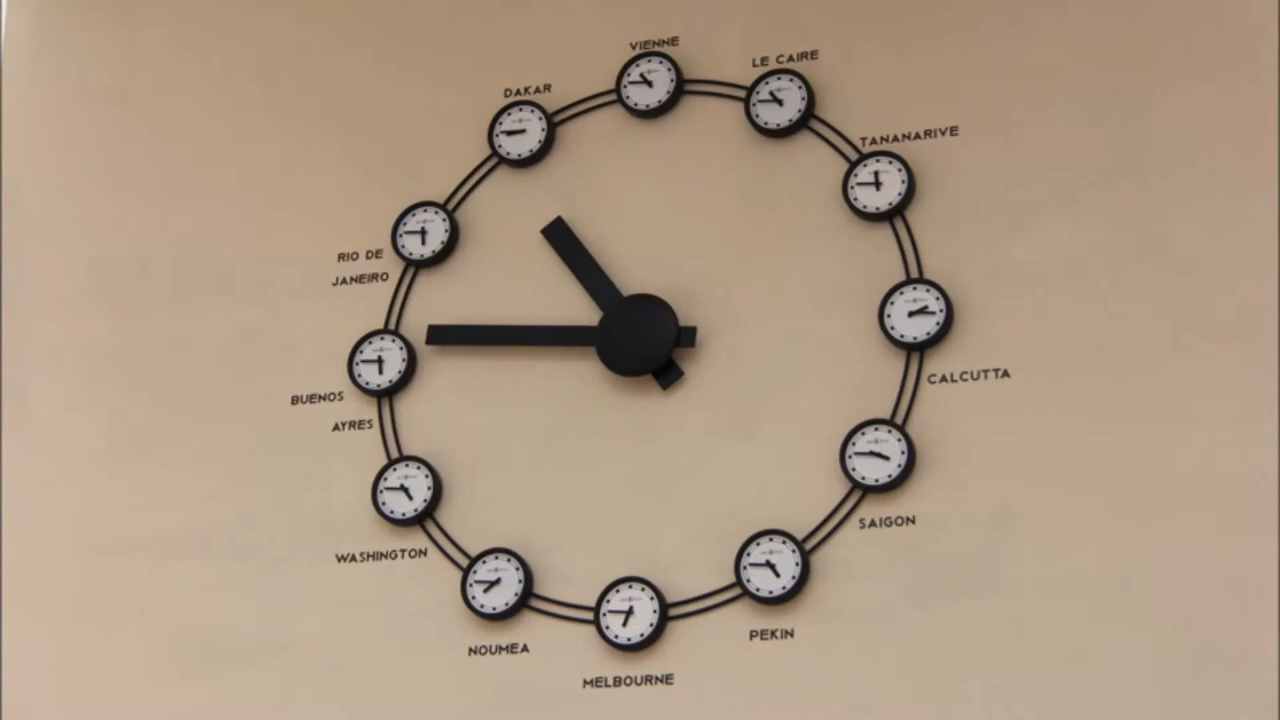 VIENNE
LE CAIRE
DAKAR
TANANARIVE
RIO DE
JANEIRO
CALCUTTA
BUENOS
AYRES
SAIGON
WASHINGTON
PEKIN
NOUMEA
MELBOURNE